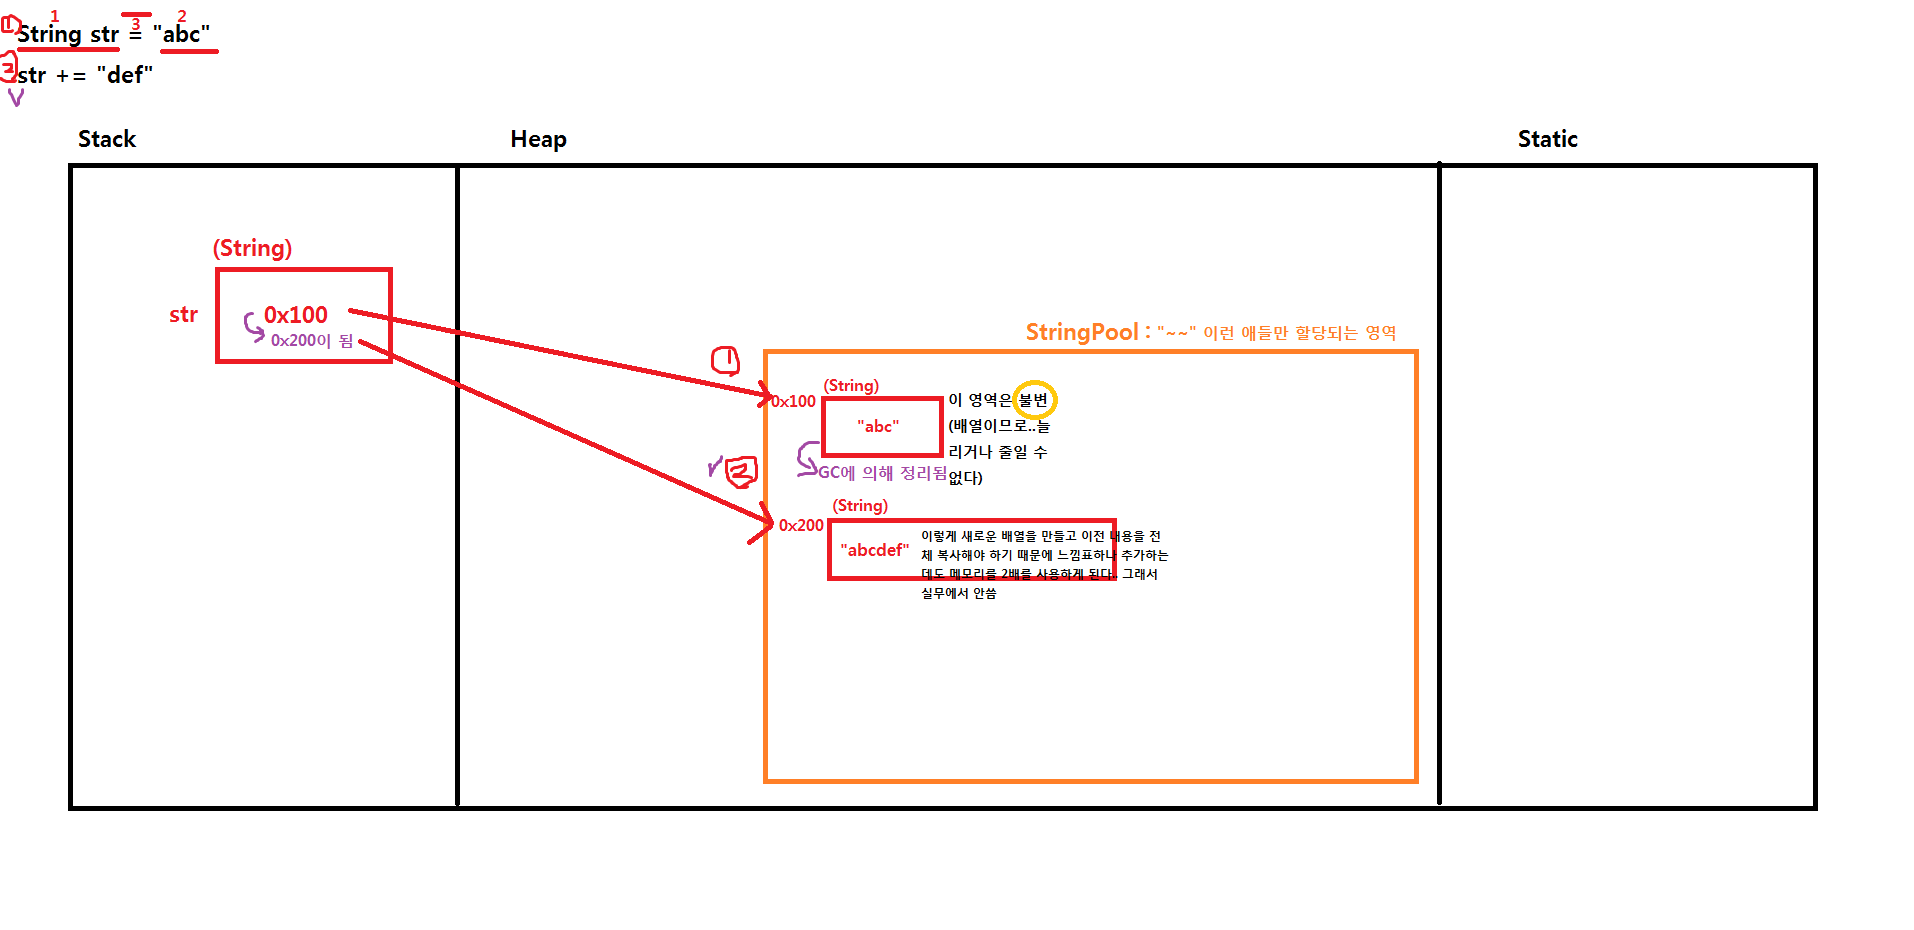 1 3 2
1 String str = "abc"
2 str += "def"
Stack
Heap
Static
(String)
str
0x100
0x200이 됨
StringPool : "~~" 이런 애들만 할당되는 영역
1
0x100
(String)
"abc"
이 영역은 불변
(배열이므로..늘
리거나 줄일 수
없다)
GC에 의해 정리됨
2
0x200
(String)
"abcdef"
이렇게 새로운 배열을 만들고 이전 내용을 전
체 복사해야 하기 때문에 느낌표하나 추가하는
데도 메모리를 2배를 사용하게 된다.. 그래서
실무에서 안씀